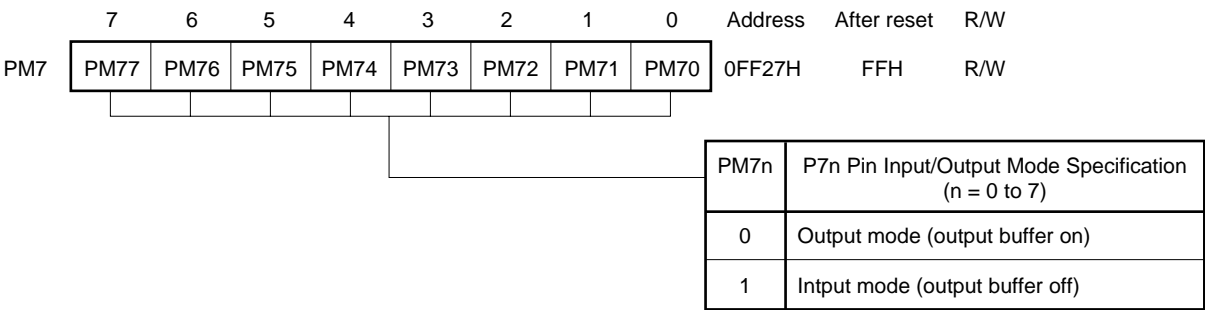 7 6 5 4 3 2 1 0 Address After reset R/W
PM7 PM77 PM76 PM75 PM74 PM73 PM72 PM71 PM70 0FF27H FFH R/W
PM7n P7n Pin Input/Output Mode Specification
(n = 0 to 7)
0 Output mode (output buffer on)
1 Intput mode (output buffer off)